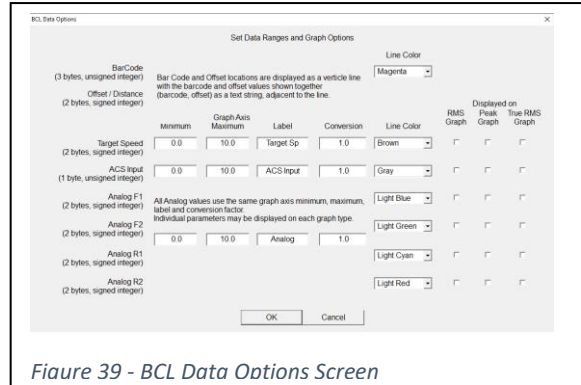 BCL Data Options
Set Data Ranges and Graph Options
Line Color
BarCode
(3 bytes, unsigned integer)
Magenta
Bar Code and Offset locations are displayed as a verticle line
with the barcode and offset values shown together
(barcode, offset) as a text string, adjacent to the line.
Offset / Distance
(2 bytes, signed integer)
Displayed on
RMS Graph
Peak Graph
True RMS Graph
Graph Axis
Minimum Maximum Label Conversion Line Color
Target Speed
(2 bytes, signed integer)
0.0 10.0 Target Sp 1.0 Brown
ACS Input
(1 byte, unsigned integer)
0.0 10.0 ACS Input 1.0 Gray
Analog F1
(2 bytes, signed integer)
Light Blue
All Analog values use the same graph axis minimum, maximum,
label and conversion factor.
Individual parameters may be displayed on each graph type.
Analog F2
(2 bytes, signed integer)
Light Green
0.0 10.0 Analog 1.0
Analog R1
(2 bytes, signed integer)
Light Cyan
Analog R2
(2 bytes, signed integer)
Light Red
OK Cancel
Figure 39 - BCL Data Options Screen